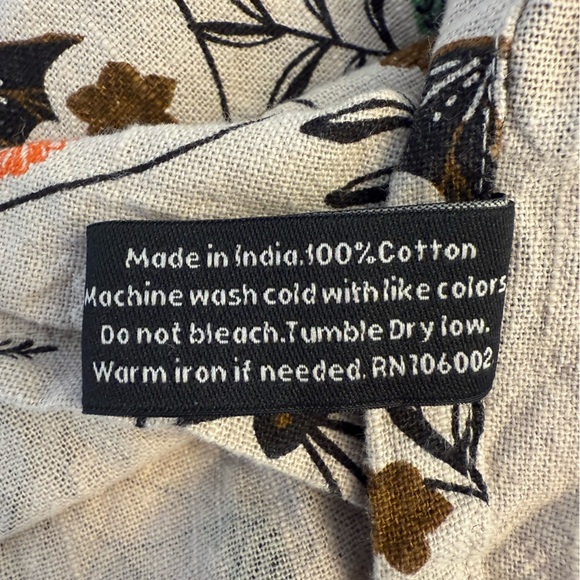 Made in India.100%Cotton
Machine wash cold with like colors
Do not bleach.Tumble Dry low.
Warm iron if needed. RN106002